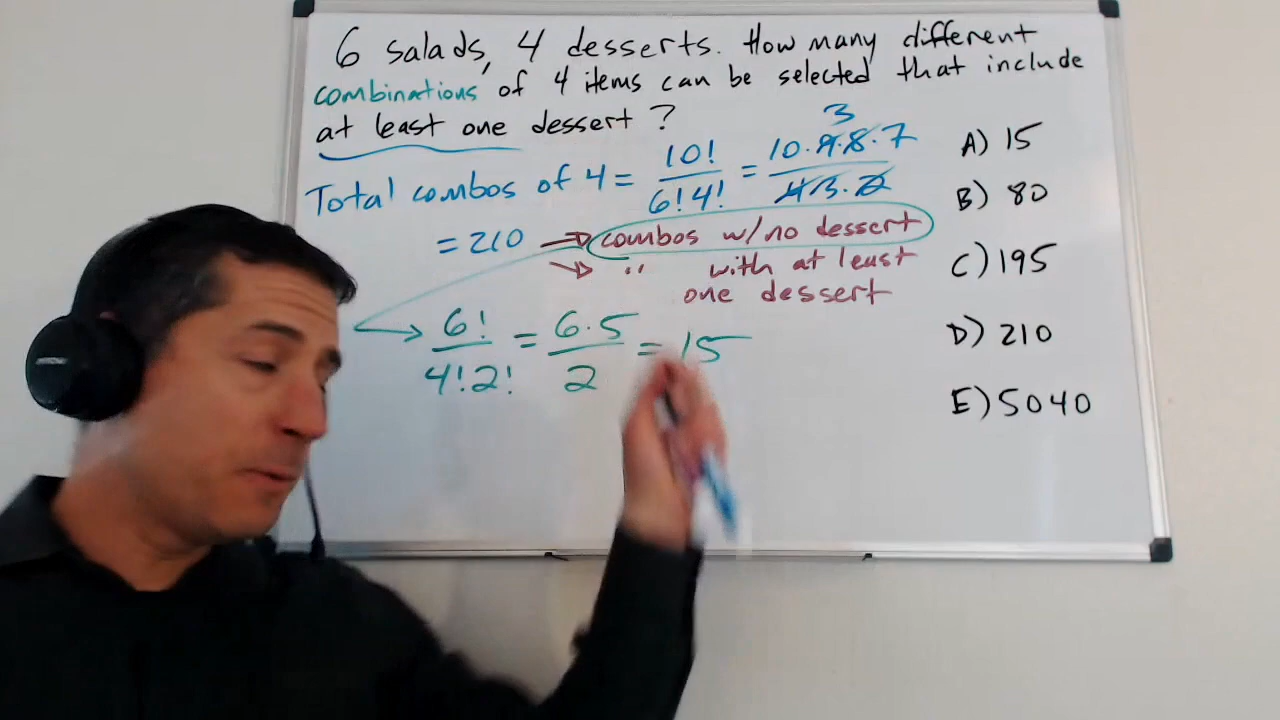 6 salads, 4 desserts. How many different
combinations of 4 items can be selected that include
at least one dessert?
Total combos of 4 = 10!/6!4! = 10·9·8·7/4·3·2
3
= 210 → combos w/no dessert
→ " with at least
one dessert
6!/4!2! = 6·5/2 = 15
A) 15
B) 80
C) 195
D) 210
E) 5040